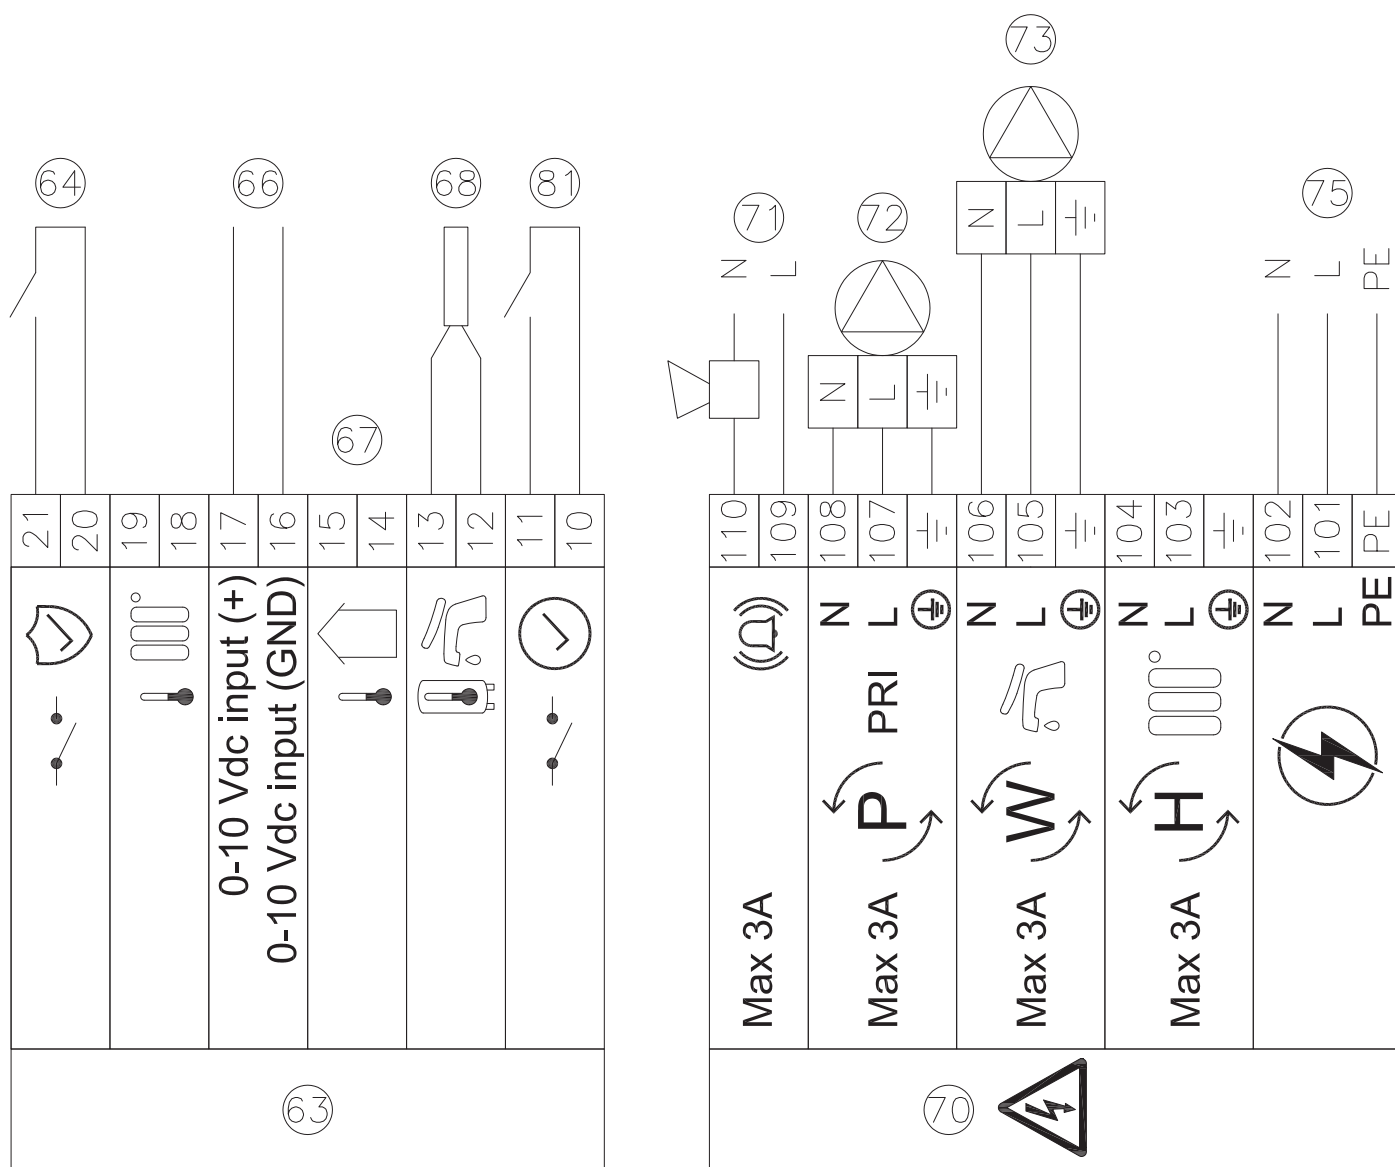 73
64
66
68
81
71
72
75
N
L
N
L
PE
N
L
N
L
67
21
20
19
18
17
16
15
14
13
12
11
10
110
109
108
107
106
105
104
103
102
101
PE
0-10 Vdc input (+)
0-10 Vdc input (GND)
N
L
N
L
N
L
N
L
PE
PRI
P
W
H
Max 3A
Max 3A
Max 3A
Max 3A
63
70